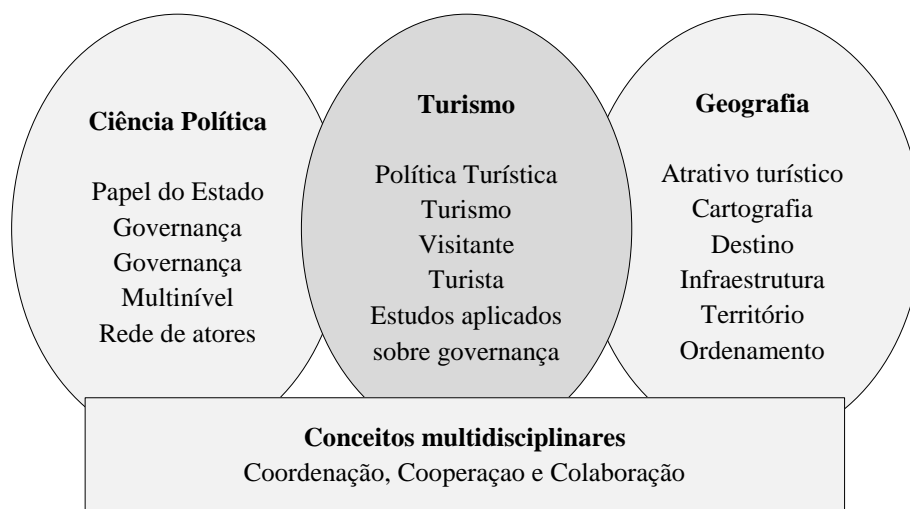 Ciência Política
Papel do Estado
Governança
Governança
Multinível
Rede de atores
Turismo
Política Turística
Turismo
Visitante
Turista
Estudos aplicados
sobre governança
Geografia
Atrativo turístico
Cartografia
Destino
Infraestrutura
Território
Ordenamento
Conceitos multidisciplinares
Coordenação, Cooperaçao e Colaboração